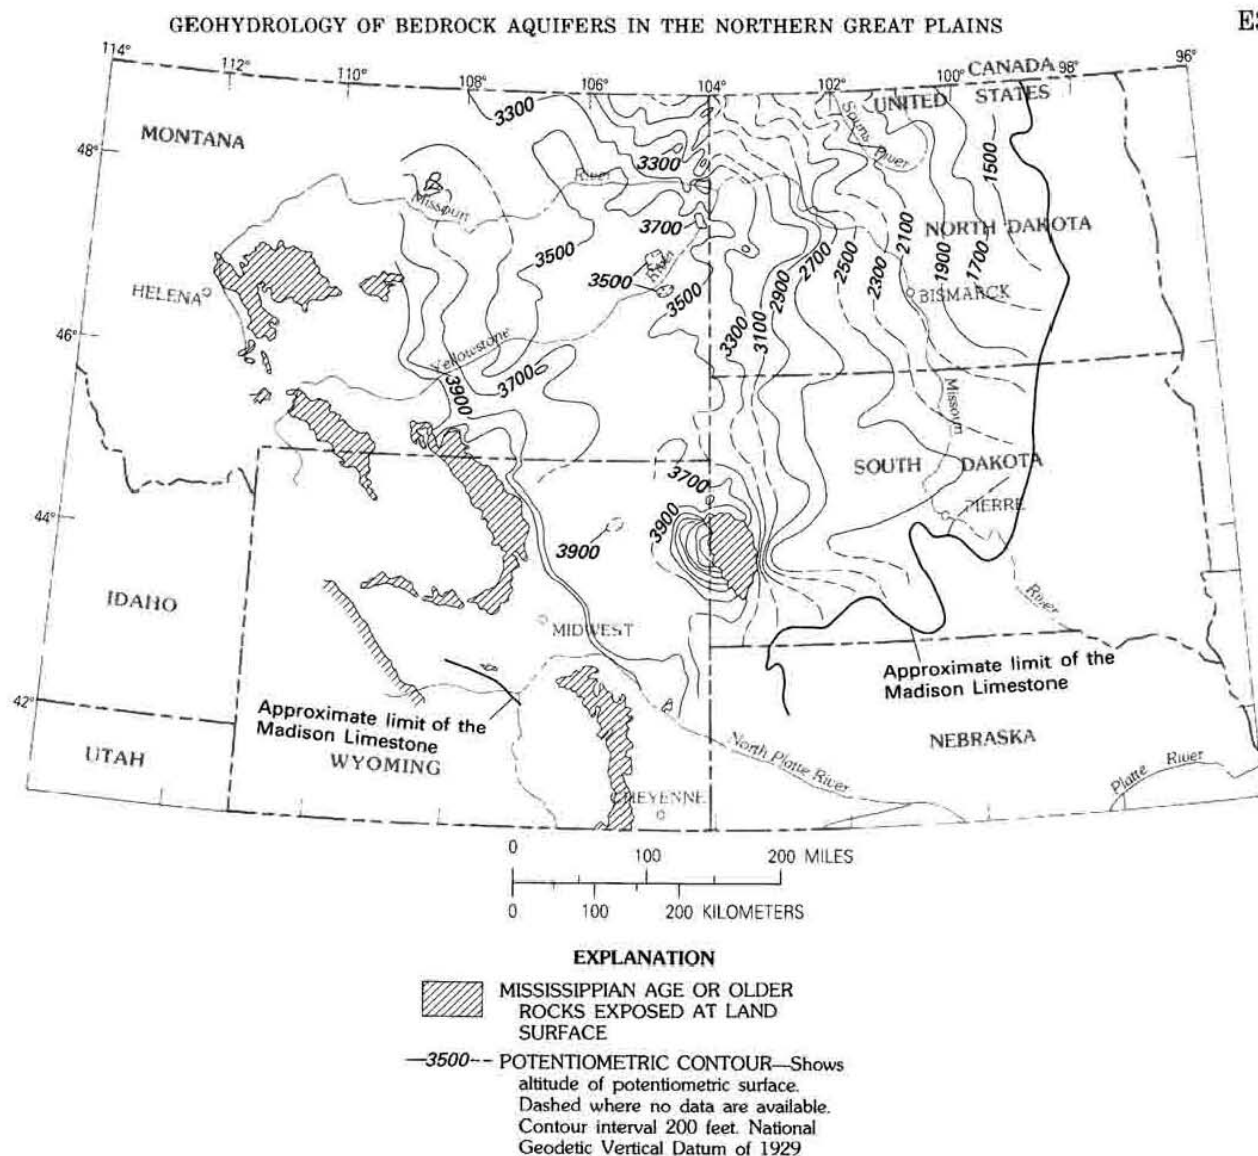 GEOHYDROLOGY OF BEDROCK AQUIFERS IN THE NORTHERN GREAT PLAINS
114°
112°
110°
108°
106°
104°
102°
100°
98°
96°
CANADA
UNITED STATES
MONTANA
48°
3300
3300
Souris River
1500
Missouri River
3700
3500
3500
River
3500
NORTH DAKOTA
2100
1900
1700
2700
2500
2300
2900
3100
3300
HELENA
BISMARCK
46°
Yellowstone
3900
3700
Missouri
3700
SOUTH DAKOTA
PIERRE
44°
3900
3900
IDAHO
MIDWEST
River
Approximate limit of the
Madison Limestone
42°
Approximate limit of the
Madison Limestone
UTAH
WYOMING
North Platte River
NEBRASKA
Platte River
CHEYENNE
0 100 200 MILES
0 100 200 KILOMETERS
EXPLANATION
MISSISSIPPIAN AGE OR OLDER
ROCKS EXPOSED AT LAND
SURFACE
—3500-- POTENTIOMETRIC CONTOUR—Shows
altitude of potentiometric surface.
Dashed where no data are available.
Contour interval 200 feet. National
Geodetic Vertical Datum of 1929